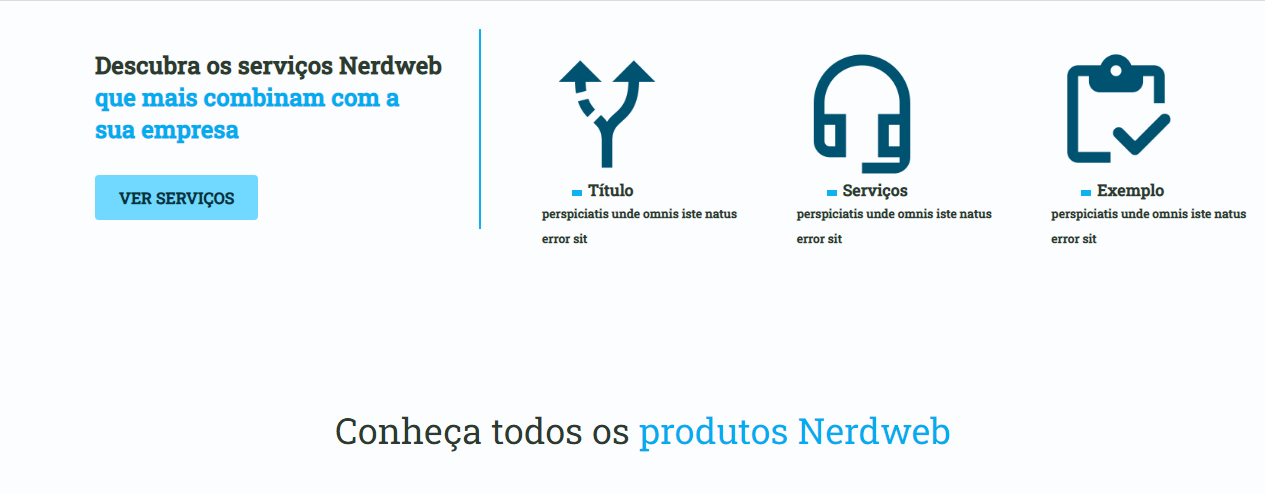 Descubra os serviços Nerdweb
que mais combinam com a
sua empresa
VER SERVIÇOS
Título
perspiciatis unde omnis iste natus
error sit
Serviços
perspiciatis unde omnis iste natus
error sit
Exemplo
perspiciatis unde omnis iste natus
error sit
Conheça todos os produtos Nerdweb